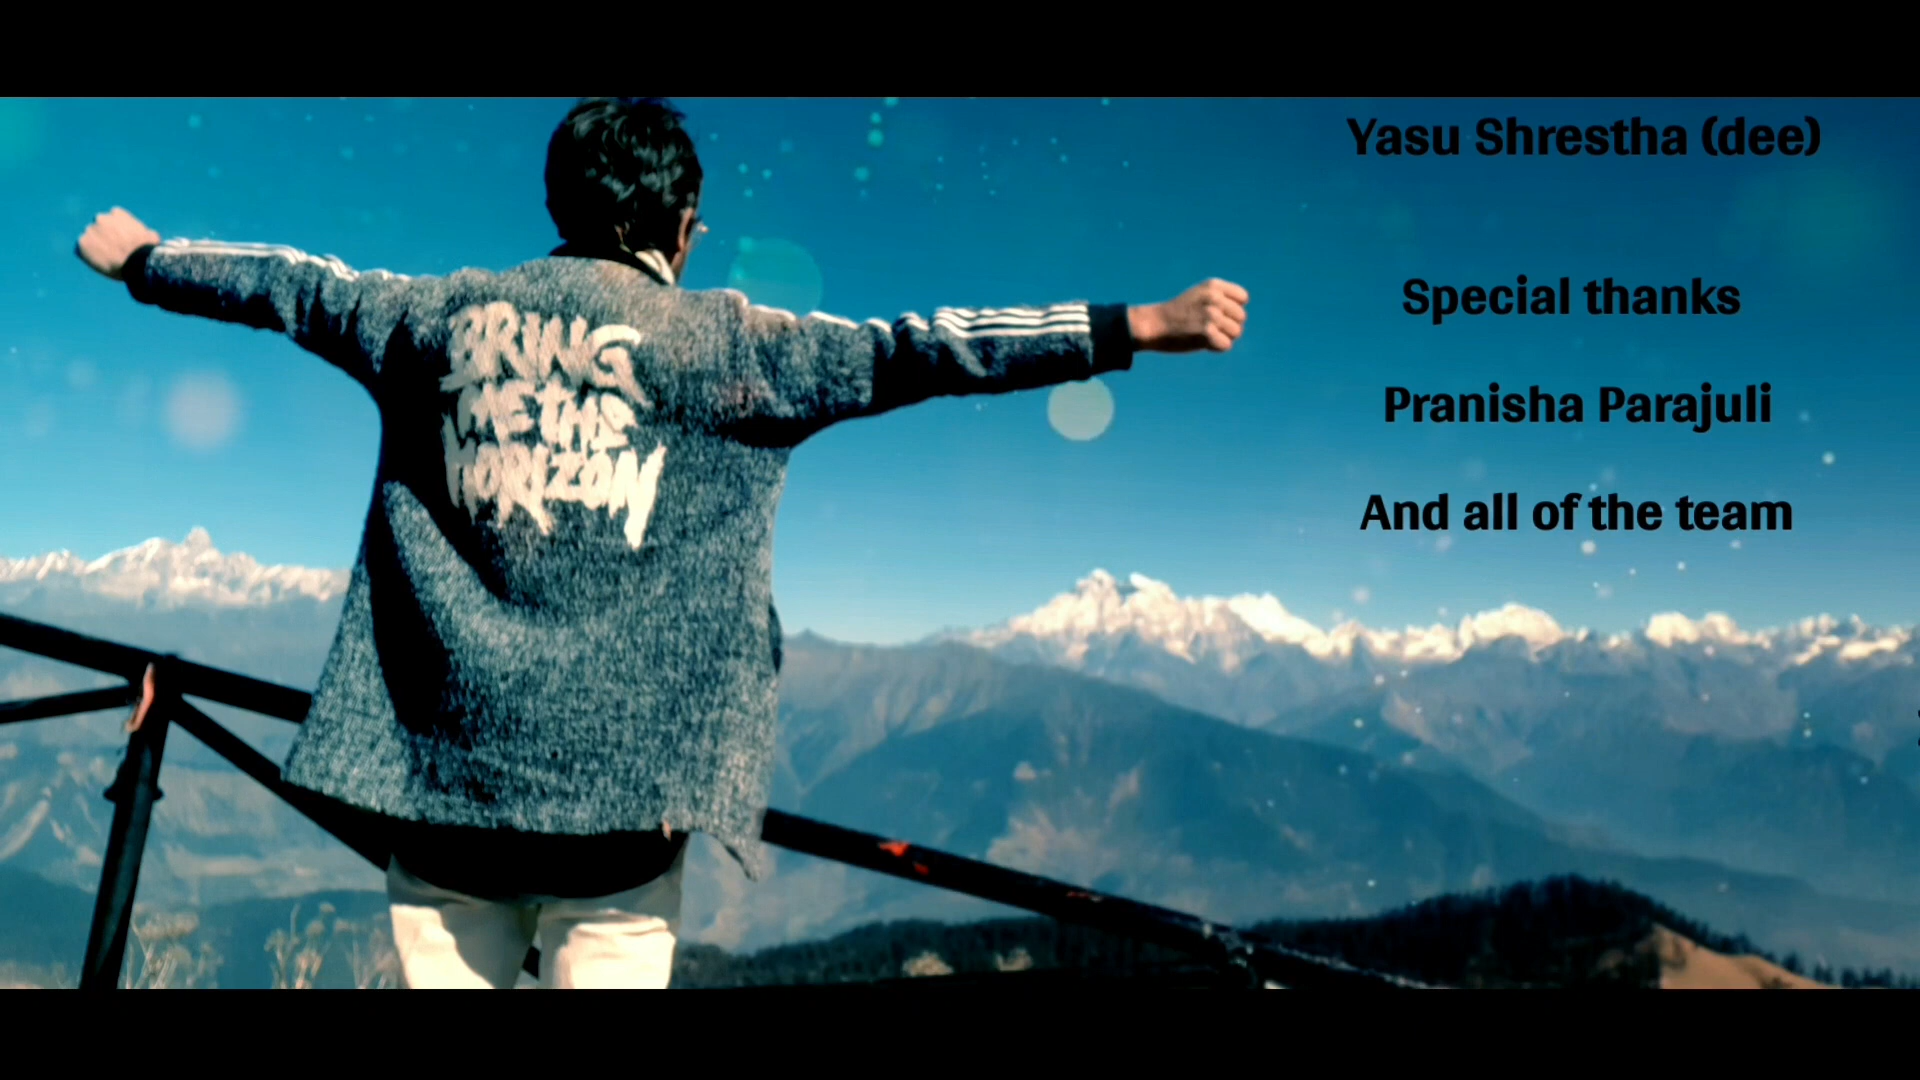 Yasu Shrestha (dee)
Special thanks
Pranisha Parajuli
And all of the team
BRING
ME THE
HORIZON